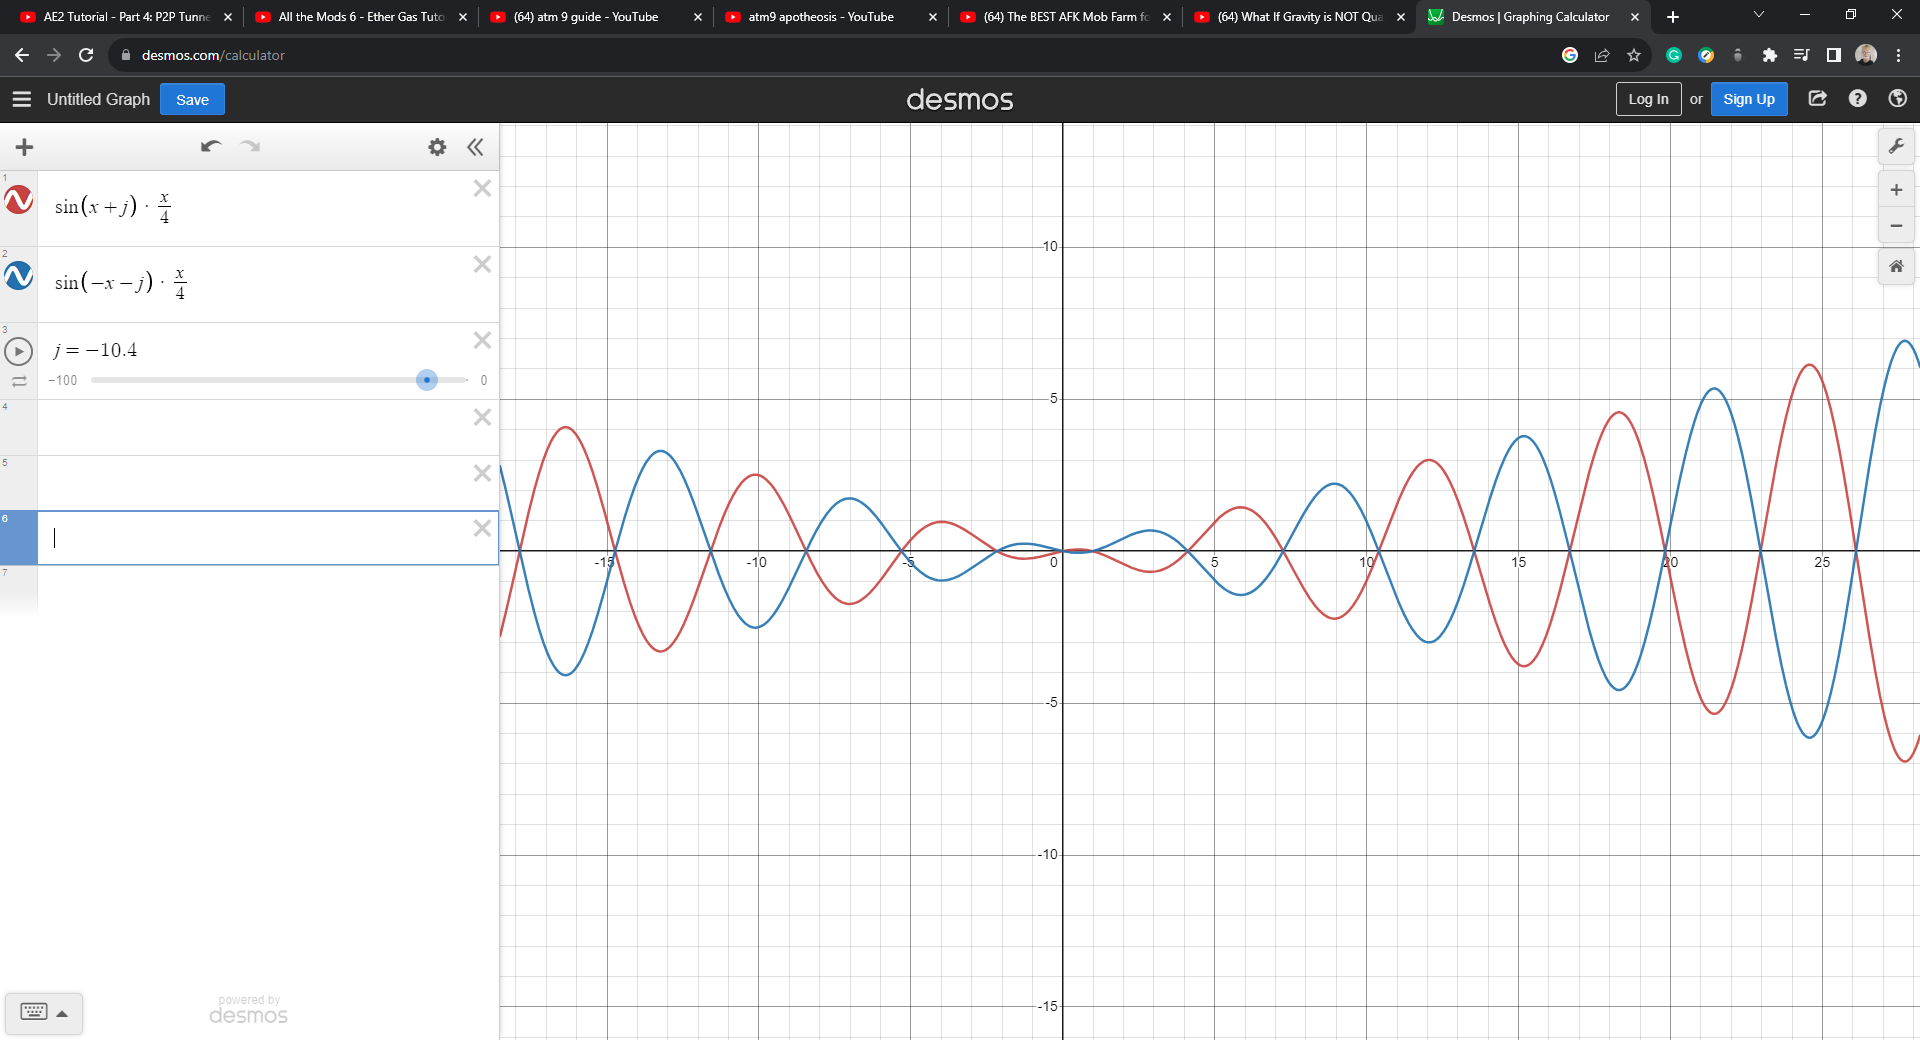 AE2 Tutorial - Part 4: P2P Tunne
All the Mods 6 - Ether Gas Tuto
(64) atm 9 guide - YouTube
atm9 apotheosis - YouTube
(64) The BEST AFK Mob Farm fo
(64) What If Gravity is NOT Qua
Desmos | Graphing Calculator
desmos.com/calculator
Untitled Graph
Save
desmos
Log In
or
Sign Up
1
sin(x + j) · x/4
2
sin(−x − j) · x/4
3
j = −10.4
−100
0
4
5
6
7
10
5
-15
-10
-5
0
5
10
15
20
25
-5
-10
-15
powered by
desmos